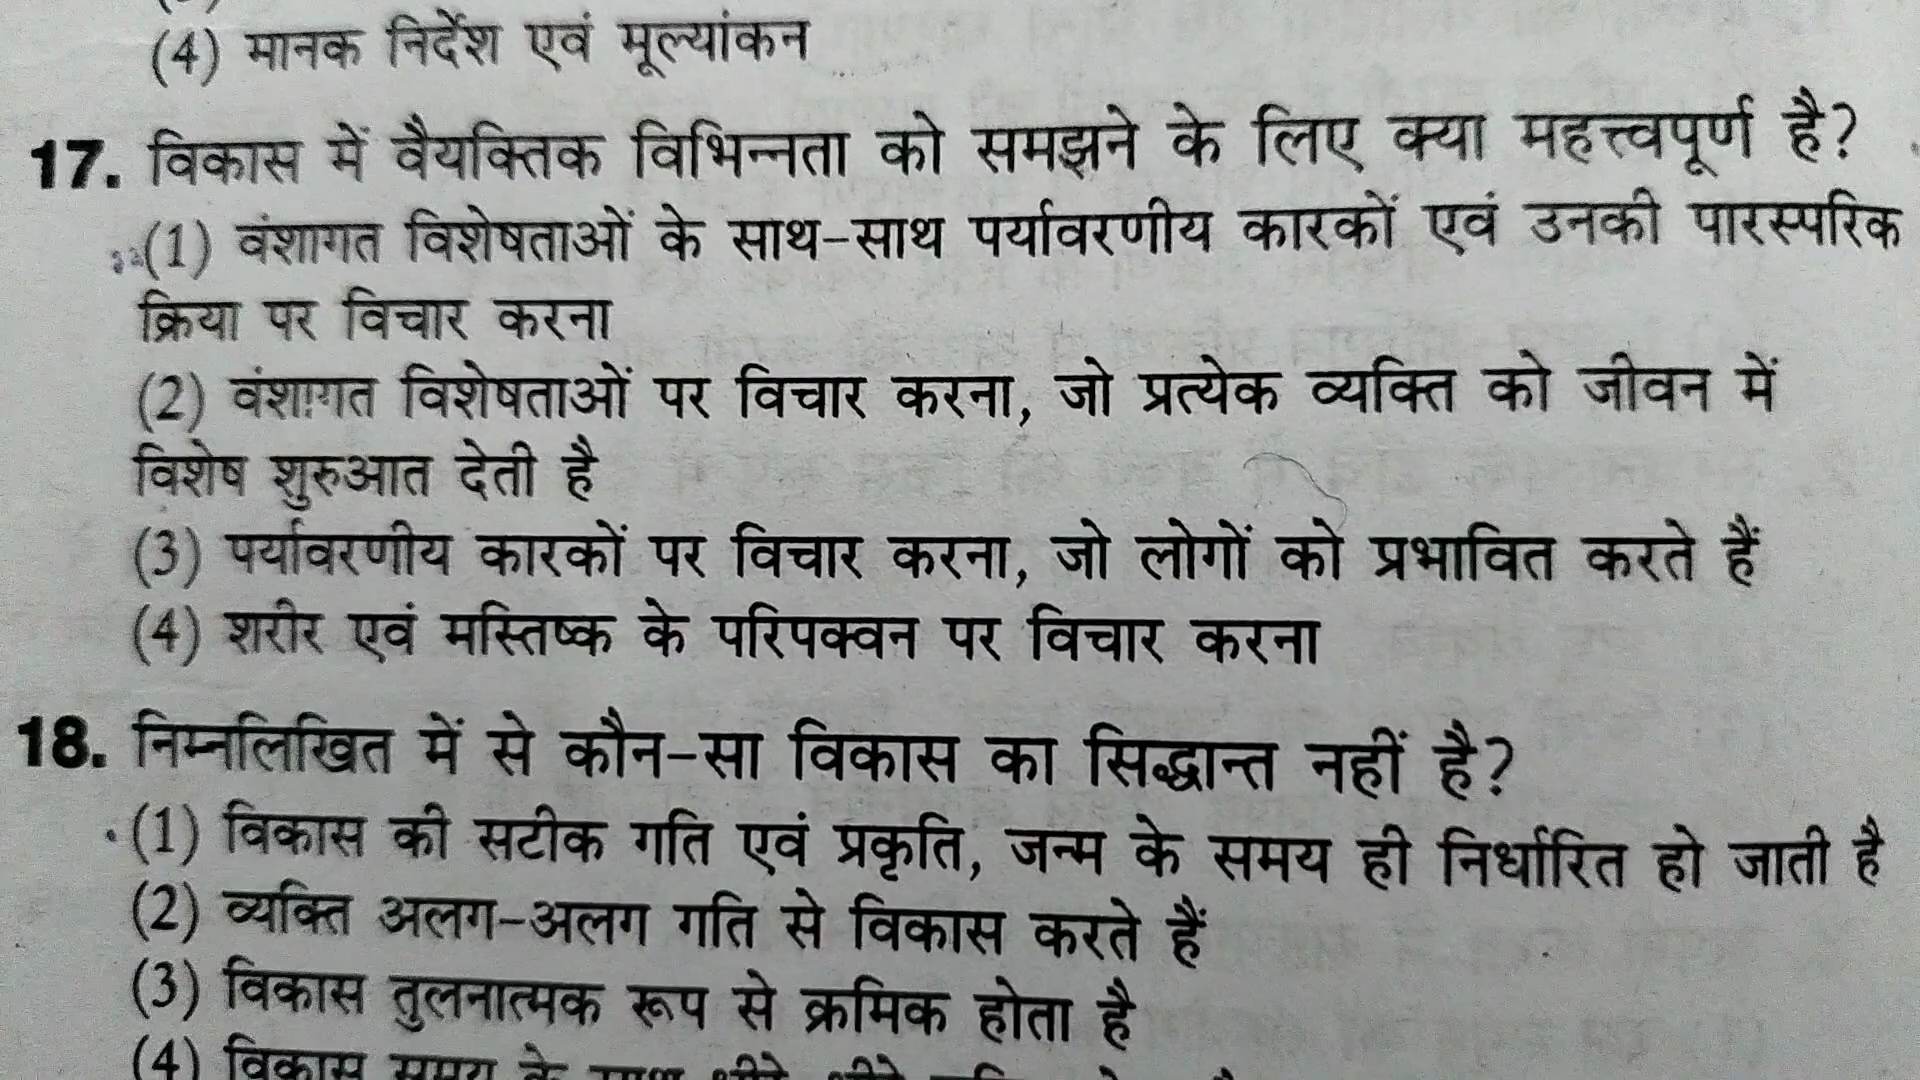 (4) मानक निर्देश एवं मूल्यांकन
17. विकास में वैयक्तिक विभिन्नता को समझने के लिए क्या महत्त्वपूर्ण है?
(1) वंशागत विशेषताओं के साथ-साथ पर्यावरणीय कारकों एवं उनकी पारस्परिक
क्रिया पर विचार करना
(2) वंशागत विशेषताओं पर विचार करना, जो प्रत्येक व्यक्ति को जीवन में
विशेष शुरुआत देती है
(3) पर्यावरणीय कारकों पर विचार करना, जो लोगों को प्रभावित करते हैं
(4) शरीर एवं मस्तिष्क के परिपक्वन पर विचार करना
18. निम्नलिखित में से कौन-सा विकास का सिद्धान्त नहीं है?
(1) विकास की सटीक गति एवं प्रकृति, जन्म के समय ही निर्धारित हो जाती है
(2) व्यक्ति अलग-अलग गति से विकास करते हैं
(3) विकास तुलनात्मक रूप से क्रमिक होता है
(4) विकास समय के साथ धीरे-धीरे